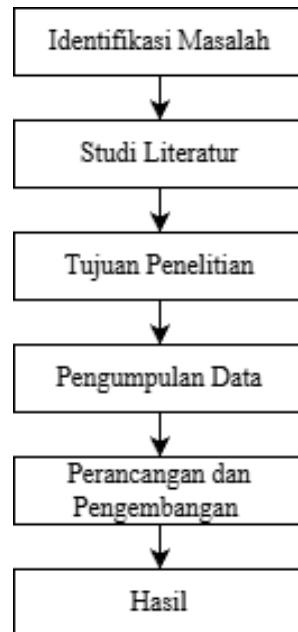 Identifikasi Masalah
Studi Literatur
Tujuan Penelitian
Pengumpulan Data
Perancangan dan
Pengembangan
Hasil